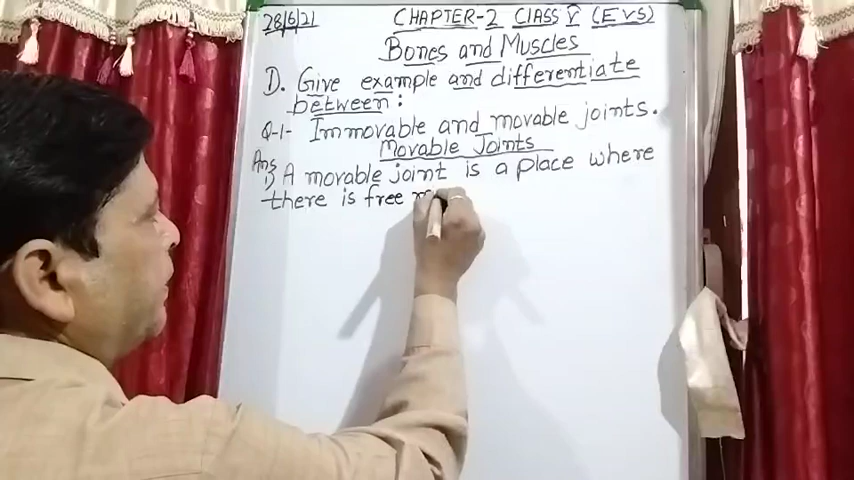 28/6/21 CHAPTER-2 CLASS V (EVS)
Bones and Muscles
D. Give example and differentiate
between:
Q-1- Immovable and movable joints.
Movable Joints
Ans
1) A movable joint is a place where
there is free